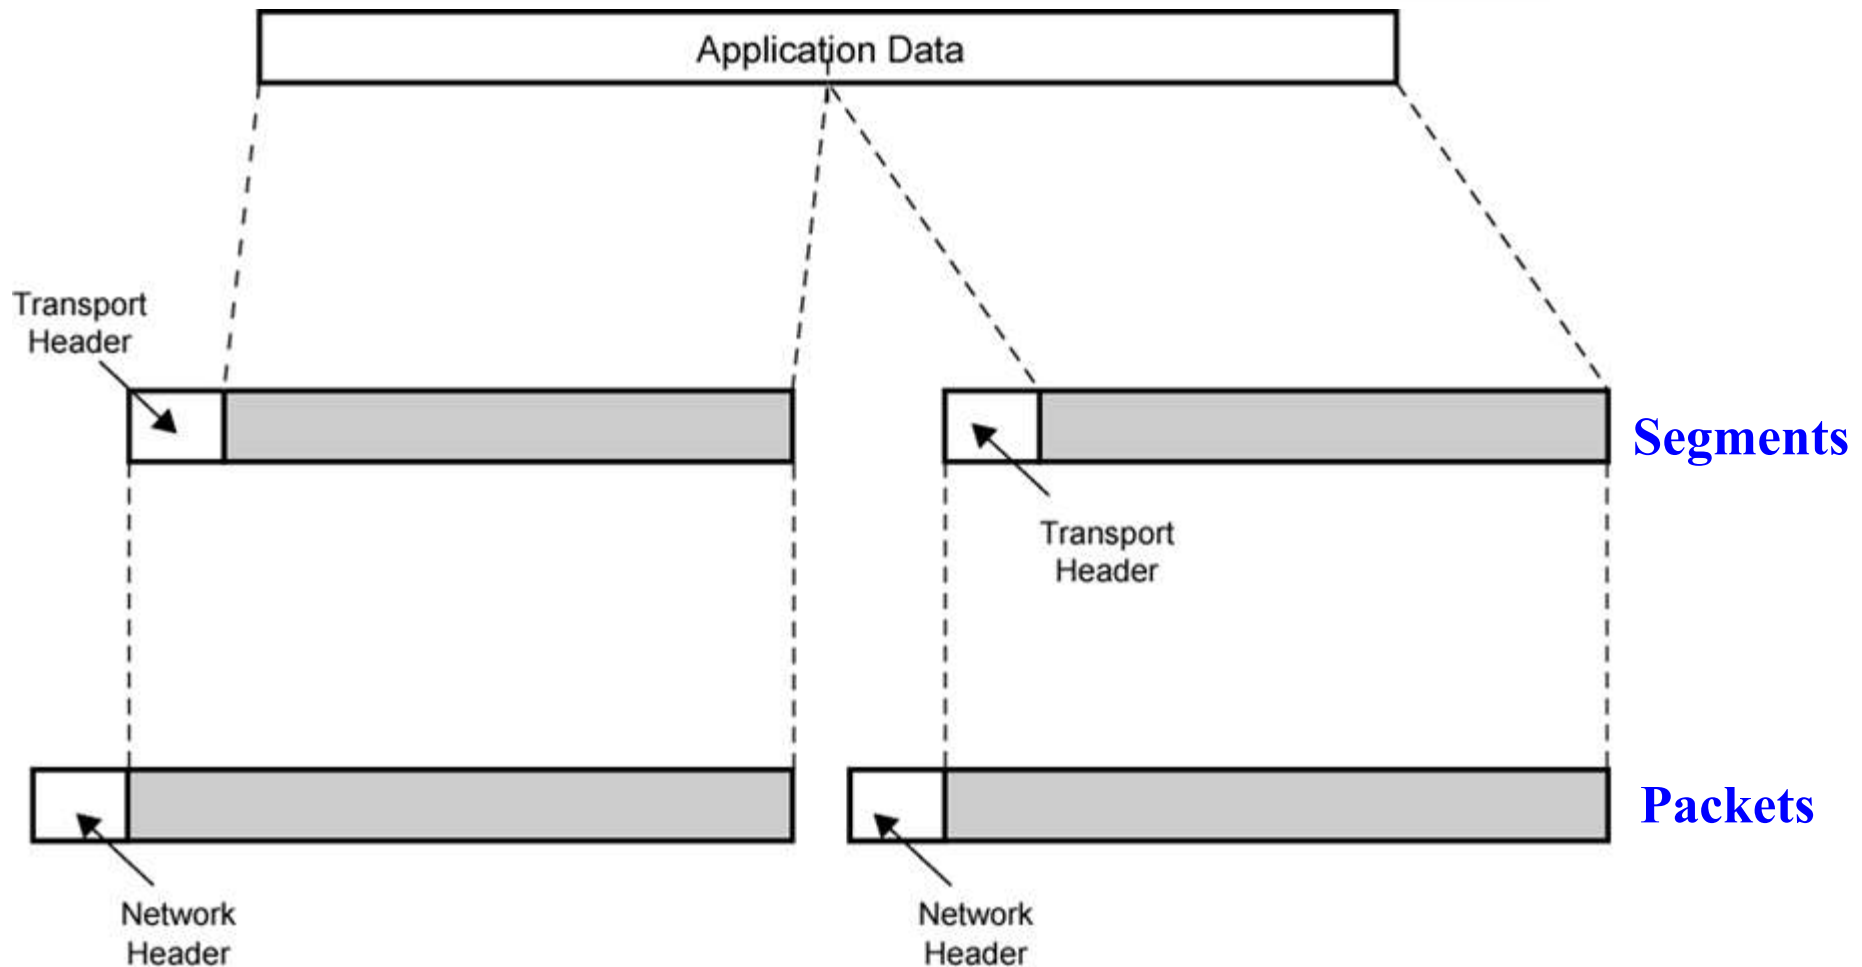 Application Data
Transport
Header
Segments
Transport
Header
Packets
Network
Header
Network
Header